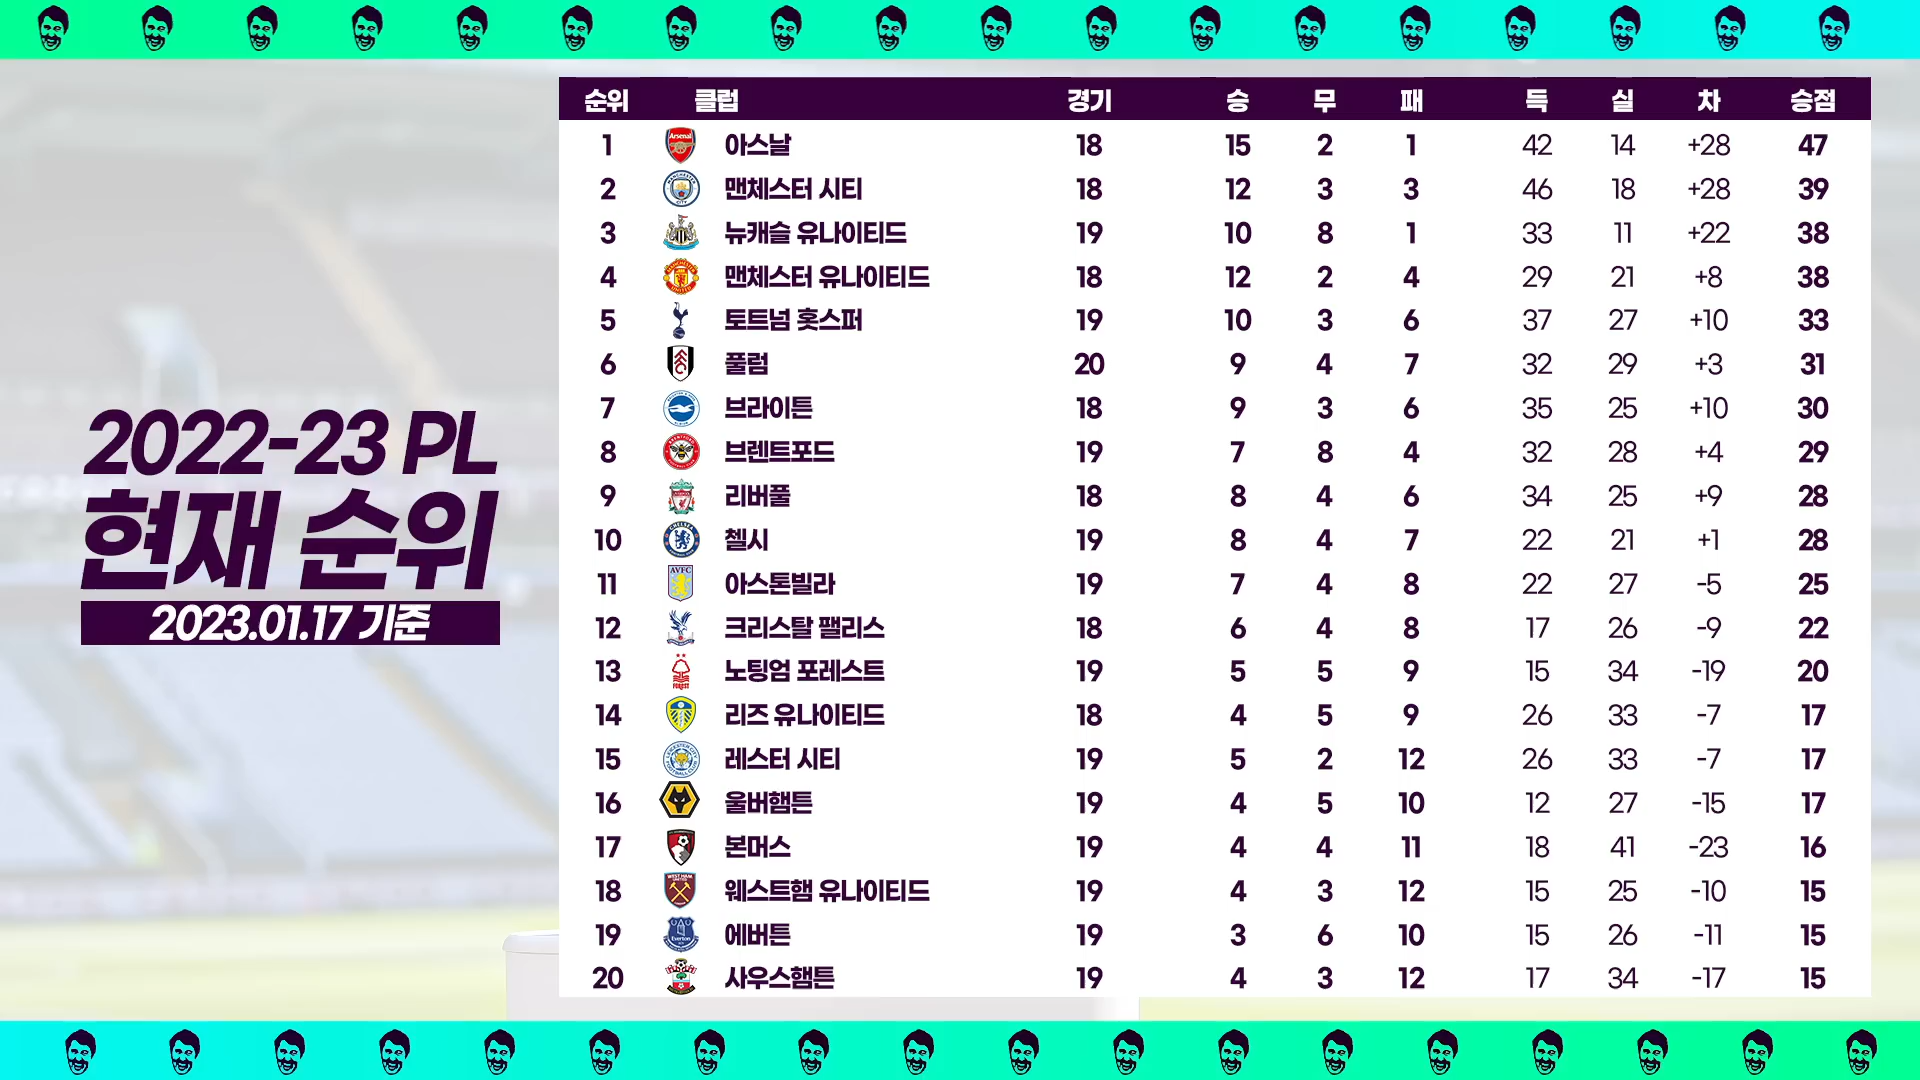 2022-23 PL
현재 순위
2023.01.17 기준
순위 클럽 경기 승 무 패 득 실 차 승점
1 아스날 18 15 2 1 42 14 +28 47
2 맨체스터 시티 18 12 3 3 46 18 +28 39
3 뉴캐슬 유나이티드 19 10 8 1 33 11 +22 38
4 맨체스터 유나이티드 18 12 2 4 29 21 +8 38
5 토트넘 홋스퍼 19 10 3 6 37 27 +10 33
6 풀럼 20 9 4 7 32 29 +3 31
7 브라이튼 18 9 3 6 35 25 +10 30
8 브렌트포드 19 7 8 4 32 28 +4 29
9 리버풀 18 8 4 6 34 25 +9 28
10 첼시 19 8 4 7 22 21 +1 28
11 아스톤빌라 19 7 4 8 22 27 -5 25
12 크리스탈 팰리스 18 6 4 8 17 26 -9 22
13 노팅엄 포레스트 19 5 5 9 15 34 -19 20
14 리즈 유나이티드 18 4 5 9 26 33 -7 17
15 레스터 시티 19 5 2 12 26 33 -7 17
16 울버햄튼 19 4 5 10 12 27 -15 17
17 본머스 19 4 4 11 18 41 -23 16
18 웨스트햄 유나이티드 19 4 3 12 15 25 -10 15
19 에버튼 19 3 6 10 15 26 -11 15
20 사우스햄튼 19 4 3 12 17 34 -17 15